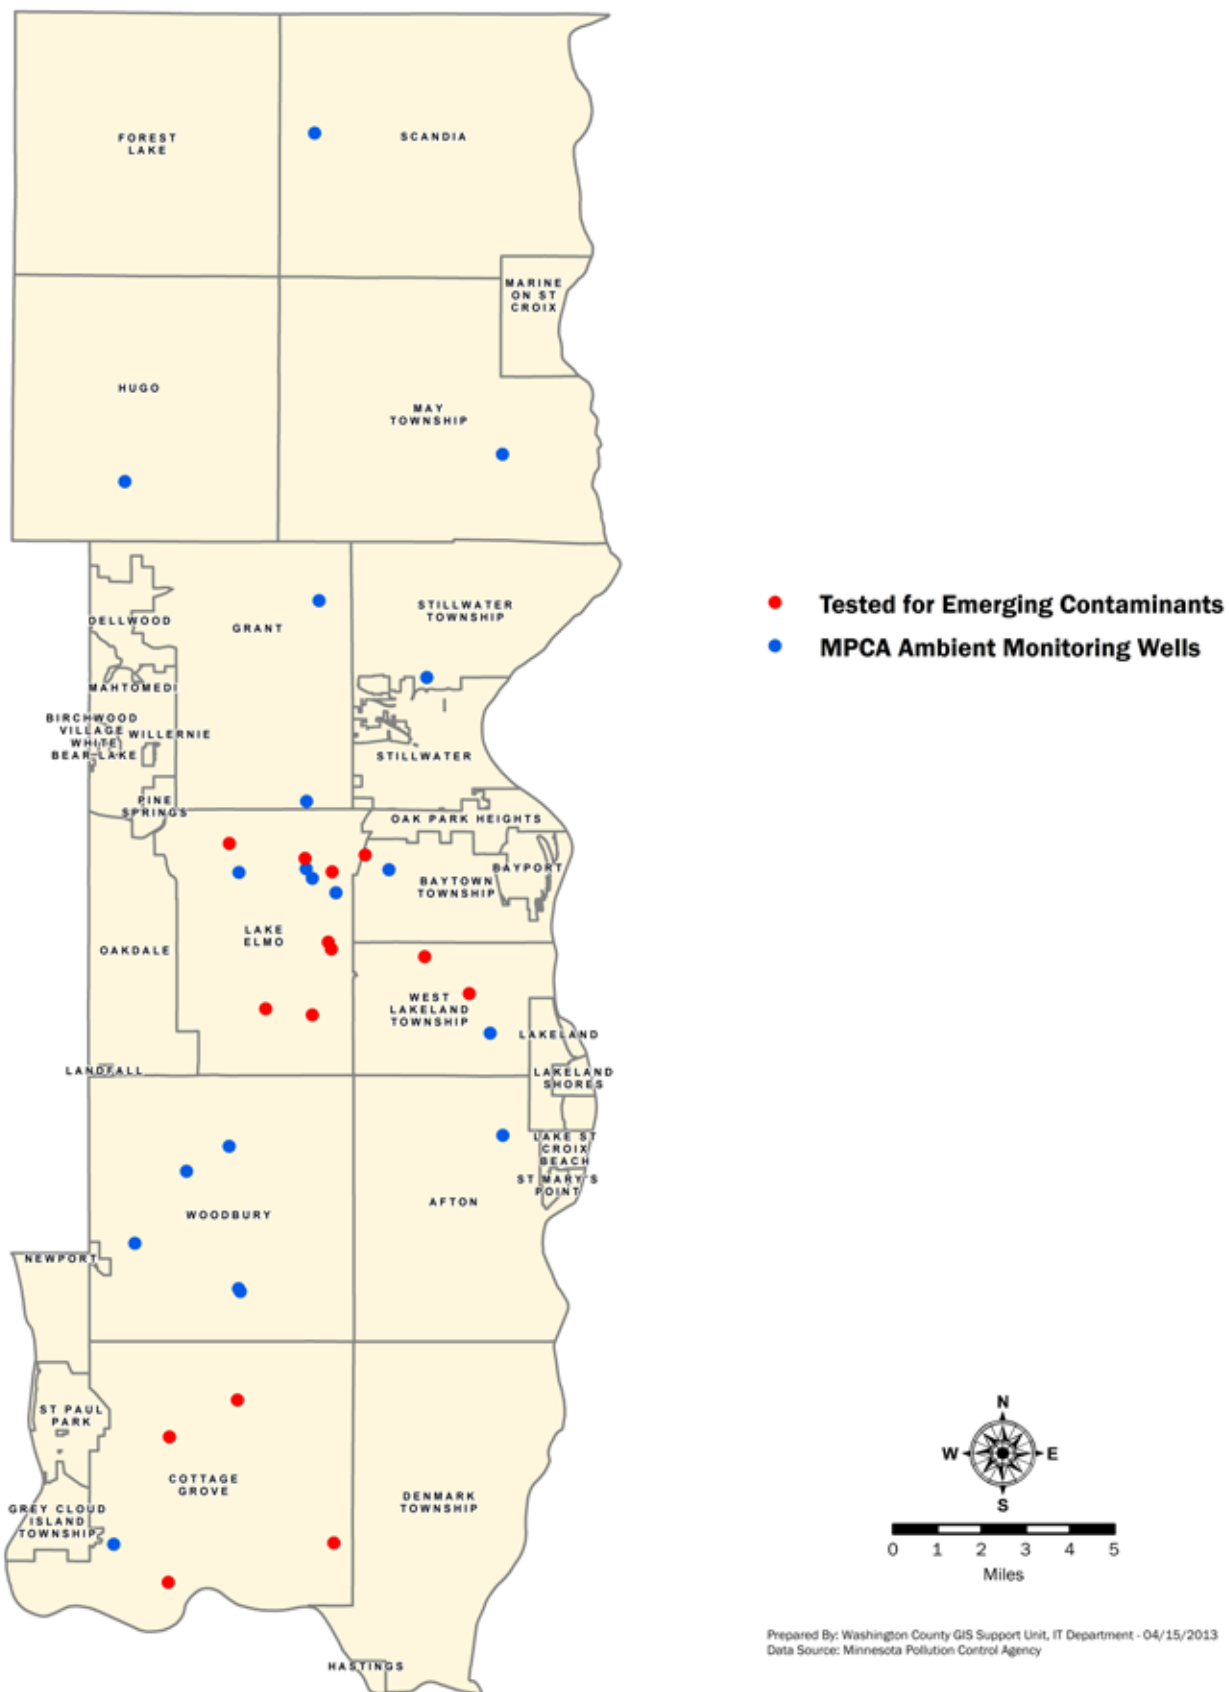 FOREST
LAKE
SCANDIA
MARINE
ON ST
CROIX
HUGO
MAY
TOWNSHIP
DELLWOOD
GRANT
STILLWATER
TOWNSHIP
MAHTOMEDI
BIRCHWOOD
VILLAGE
WHITE
BEAR LAKE
WILLERNIE
STILLWATER
PINE
SPRINGS
OAK PARK HEIGHTS
BAYPORT
BAYTOWN
TOWNSHIP
LAKE
ELMO
OAKDALE
WEST
LAKELAND
TOWNSHIP
LAKELAND
LANDFALL
LAKELAND
SHORES
LAKE ST
CROIX
BEACH
ST MARY'S
POINT
AFTON
WOODBURY
NEWPORT
ST PAUL
PARK
COTTAGE
GROVE
DENMARK
TOWNSHIP
GREY CLOUD
ISLAND
TOWNSHIP
HASTINGS
Tested for Emerging Contaminants
MPCA Ambient Monitoring Wells
N
W E
S
0 1 2 3 4 5
Miles
Prepared By: Washington County GIS Support Unit, IT Department - 04/15/2013
Data Source: Minnesota Pollution Control Agency